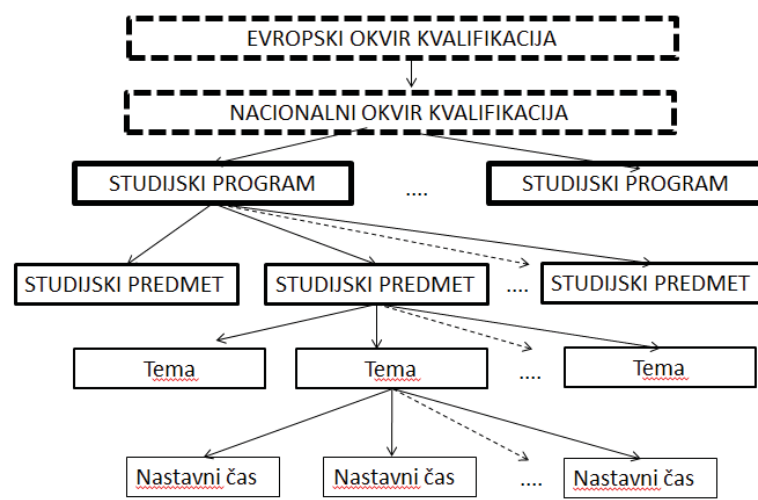 EVROPSKI OKVIR KVALIFIKACIJA
NACIONALNI OKVIR KVALIFIKACIJA
STUDIJSKI PROGRAM .... STUDIJSKI PROGRAM
STUDIJSKI PREDMET STUDIJSKI PREDMET .... STUDIJSKI PREDMET
Tema Tema .... Tema
Nastavni čas Nastavni čas .... Nastavni čas